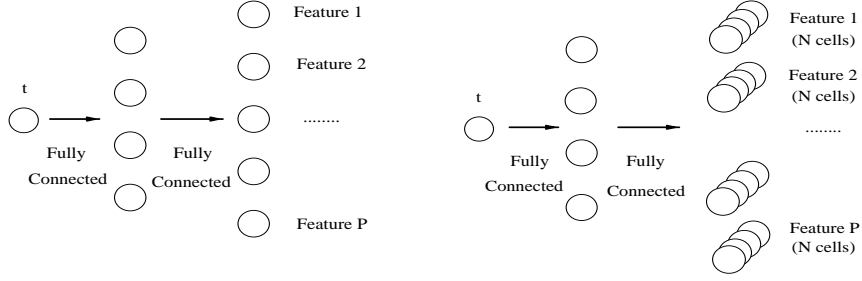 t
Fully
Connected
Fully
Connected
Feature 1
Feature 2
........
Feature P
t
Fully
Connected
Fully
Connected
Feature 1
(N cells)
Feature 2
(N cells)
........
Feature P
(N cells)